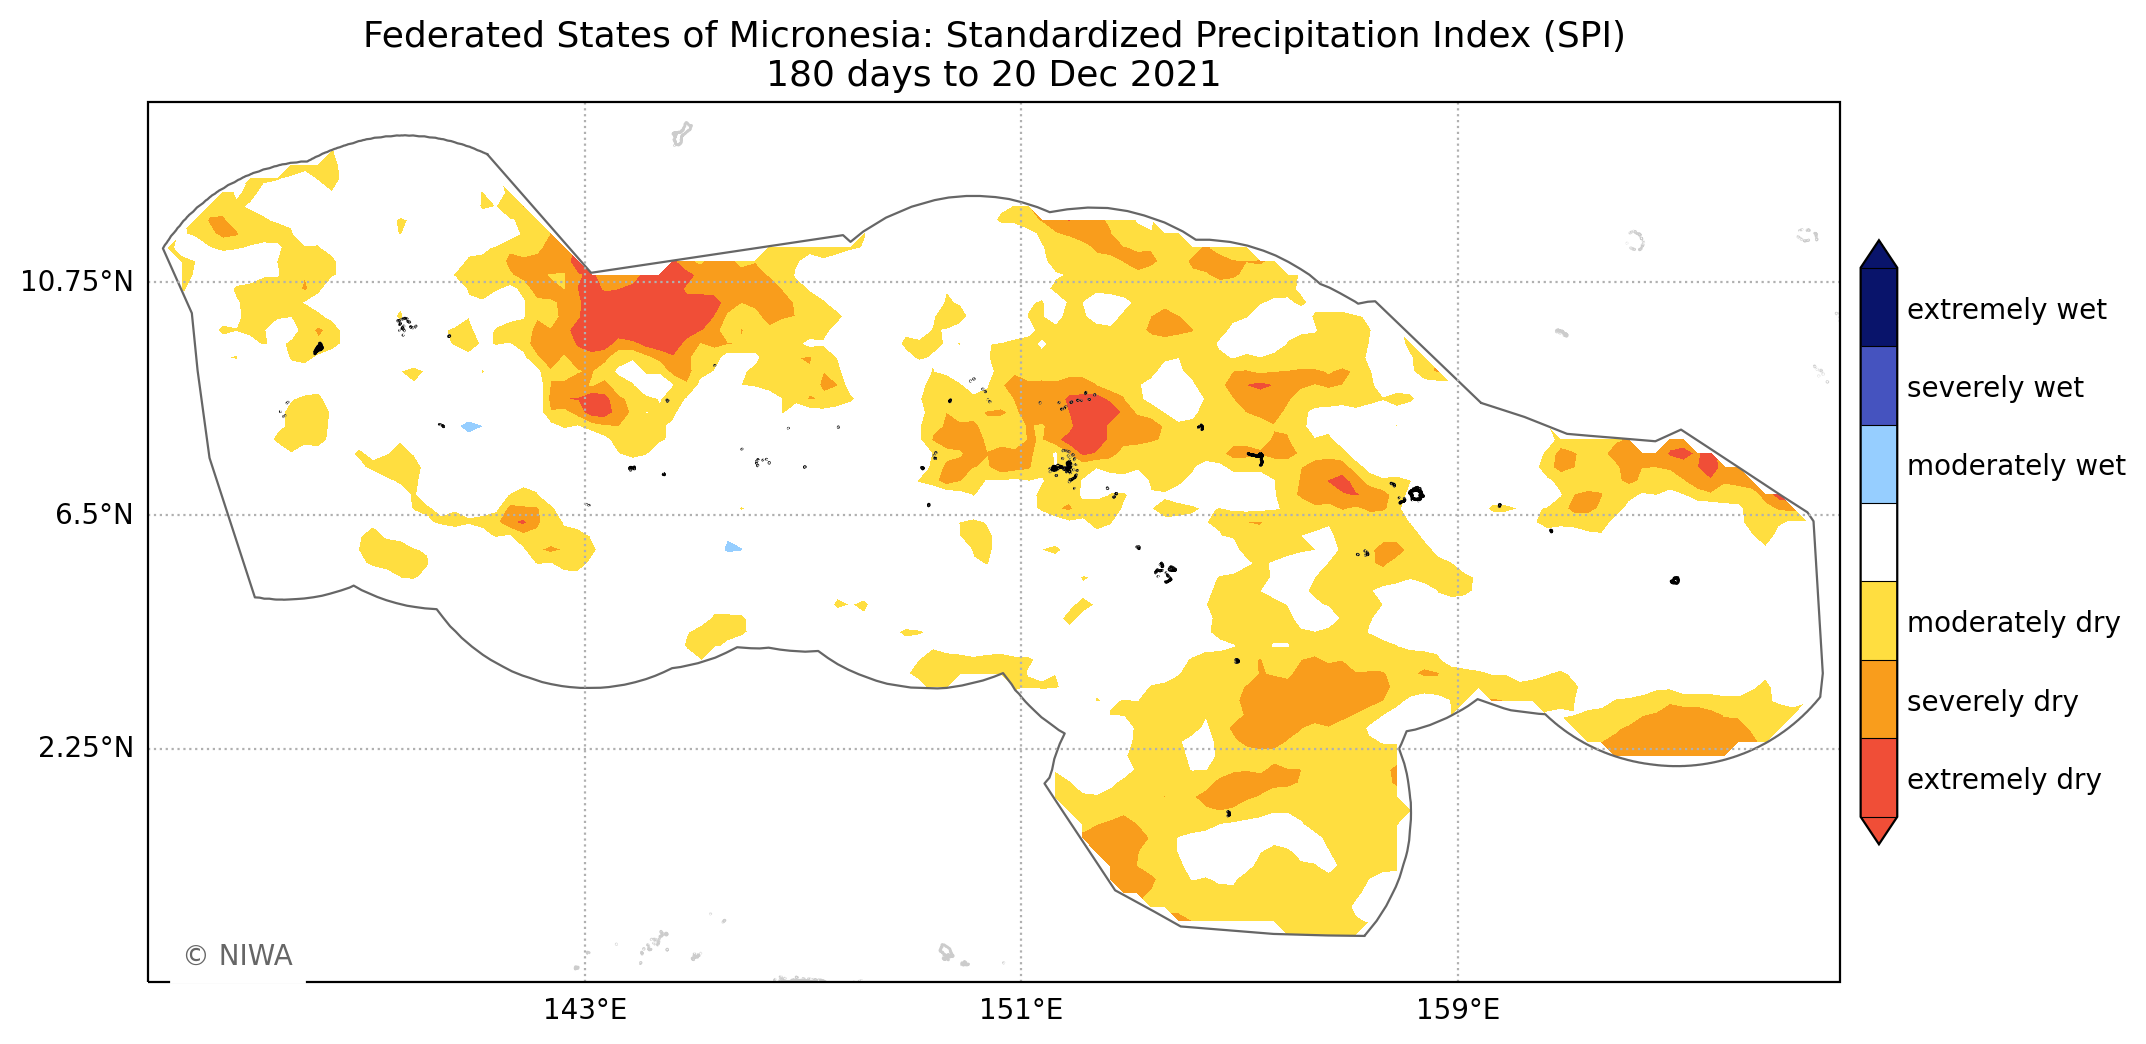 Federated States of Micronesia: Standardized Precipitation Index (SPI)
180 days to 20 Dec 2021
10.75°N
6.5°N
2.25°N
143°E
151°E
159°E
extremely wet
severely wet
moderately wet
moderately dry
severely dry
extremely dry
© NIWA